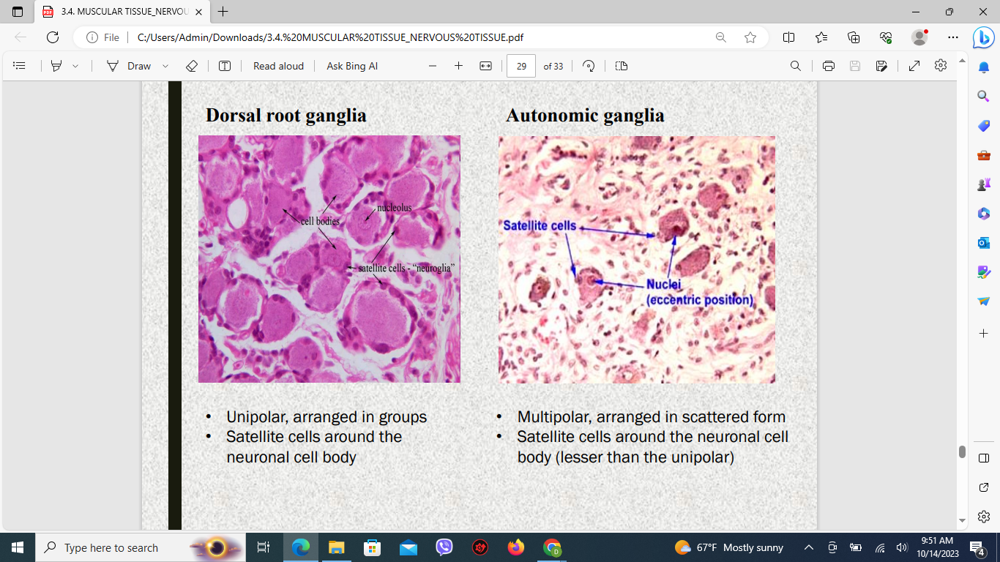 3.4. MUSCULAR TISSUE_NERVOU
File
C:/Users/Admin/Downloads/3.4.%20MUSCULAR%20TISSUE_NERVOUS%20TISSUE.pdf
Draw
Read aloud
Ask Bing AI
29
of 33
Dorsal root ganglia
cell bodies
nucleolus
satellite cells - “neuroglia”
• Unipolar, arranged in groups
• Satellite cells around the
neuronal cell body
Autonomic ganglia
Satellite cells
Nuclei
(eccentric position)
• Multipolar, arranged in scattered form
• Satellite cells around the neuronal cell
body (lesser than the unipolar)
Type here to search
67°F Mostly sunny
9:51 AM
10/14/2023
4